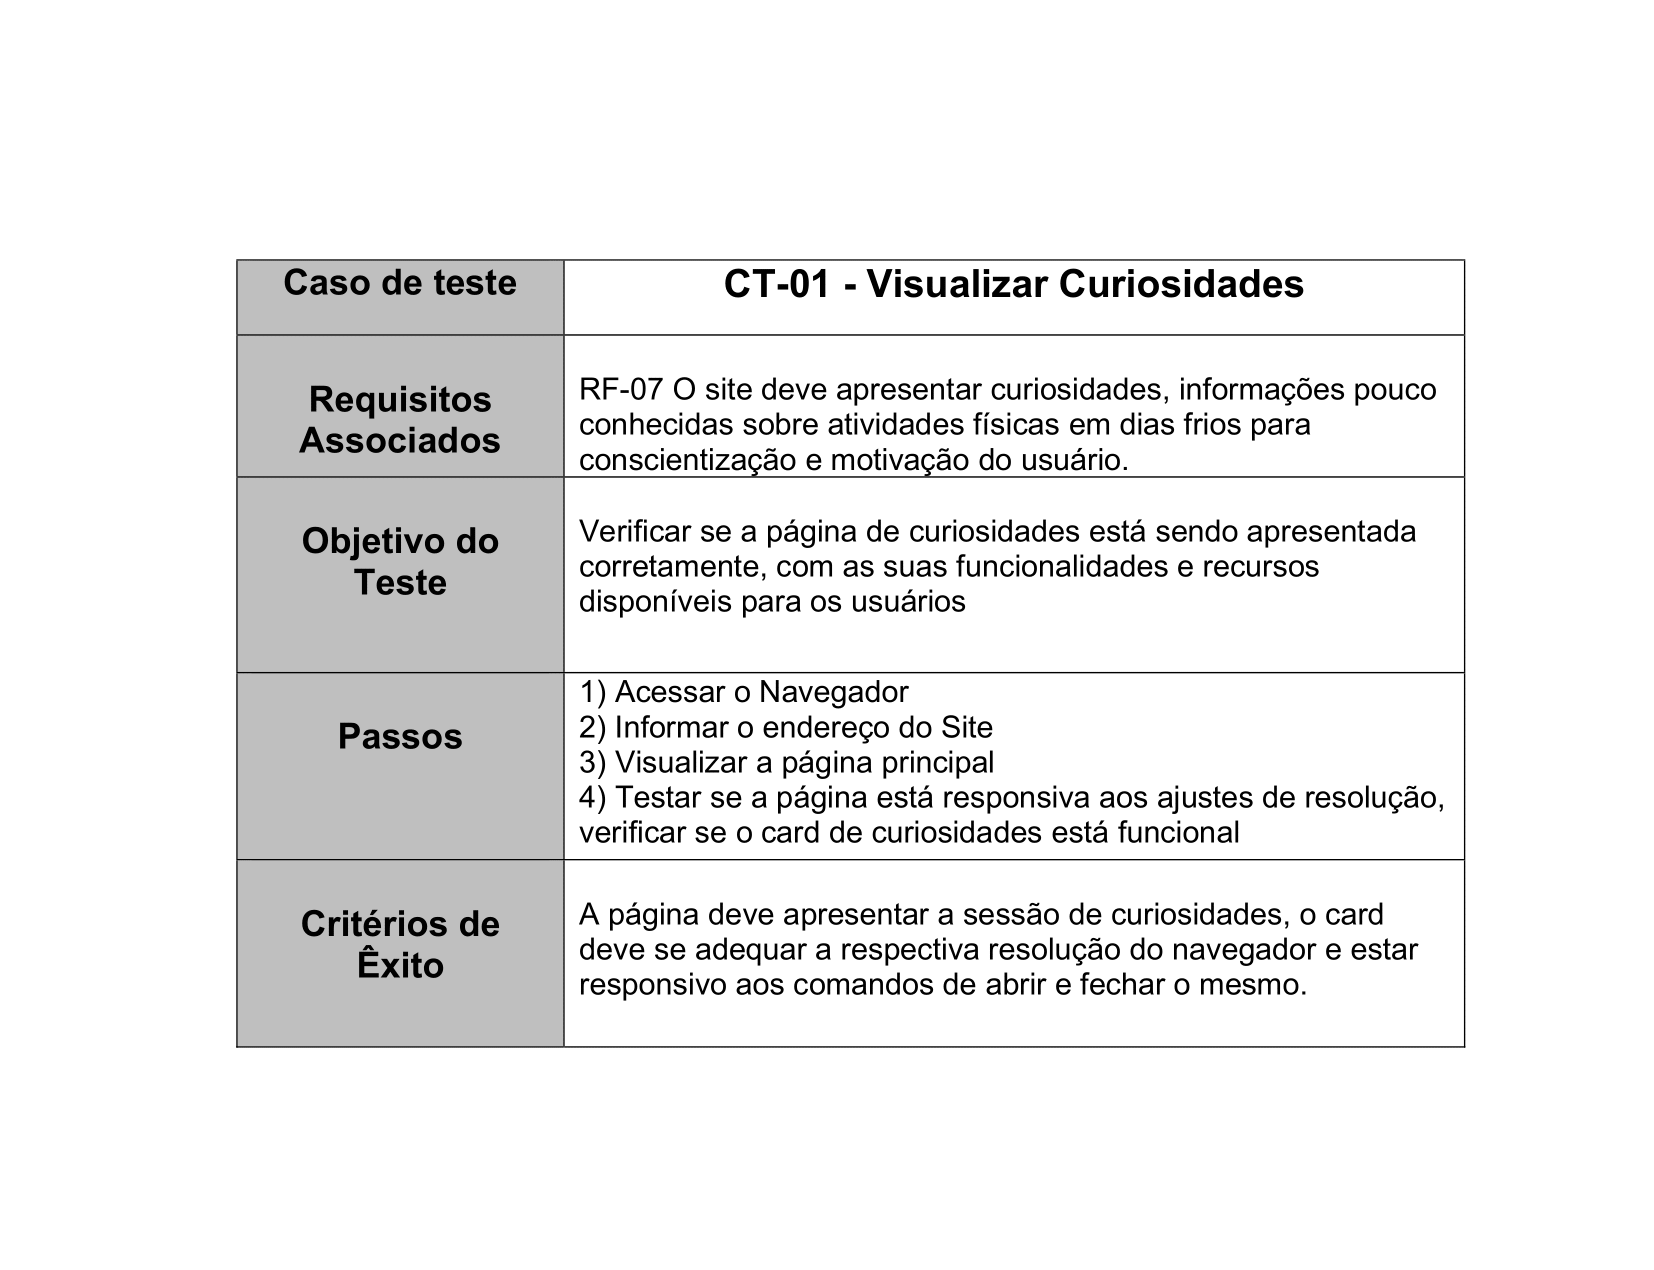 Caso de teste
CT-01 - Visualizar Curiosidades
Requisitos
Associados
RF-07 O site deve apresentar curiosidades, informações pouco
conhecidas sobre atividades físicas em dias frios para
conscientização e motivação do usuário.
Objetivo do
Teste
Verificar se a página de curiosidades está sendo apresentada
corretamente, com as suas funcionalidades e recursos
disponíveis para os usuários
Passos
1) Acessar o Navegador
2) Informar o endereço do Site
3) Visualizar a página principal
4) Testar se a página está responsiva aos ajustes de resolução,
verificar se o card de curiosidades está funcional
Critérios de
Êxito
A página deve apresentar a sessão de curiosidades, o card
deve se adequar a respectiva resolução do navegador e estar
responsivo aos comandos de abrir e fechar o mesmo.